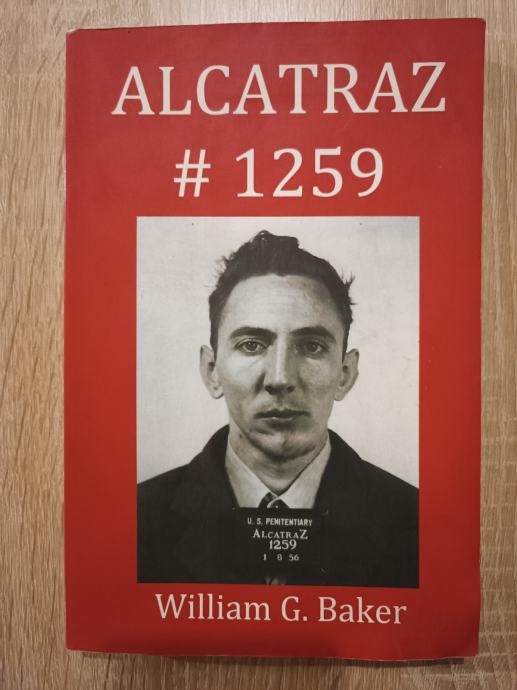 ALCATRAZ
# 1259
U. S. PENITENTIARY
ALCATRAZ
1259
1 8 56
William G. Baker